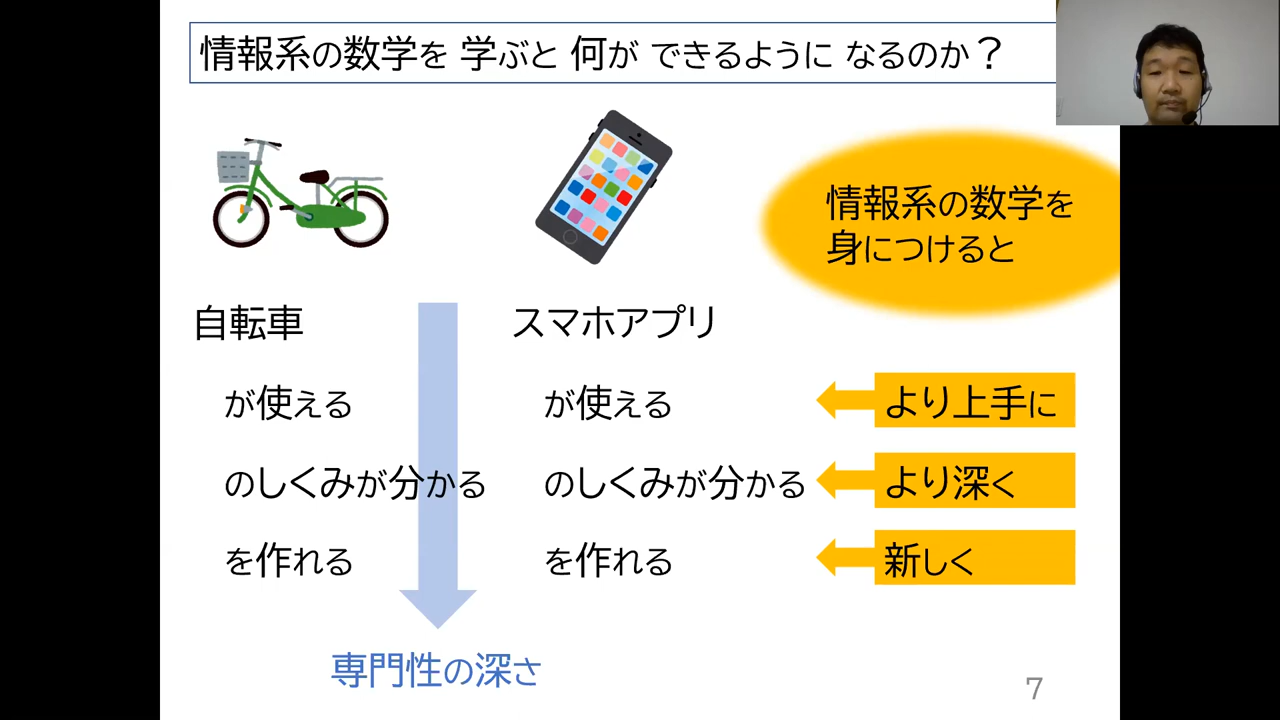 情報系の数学を 学ぶと 何が できるように なるのか？
情報系の数学を
身につけると
自転車
スマホアプリ
が使える
が使える
より上手に
のしくみが分かる
のしくみが分かる
より深く
を作れる
を作れる
新しく
専門性の深さ
7